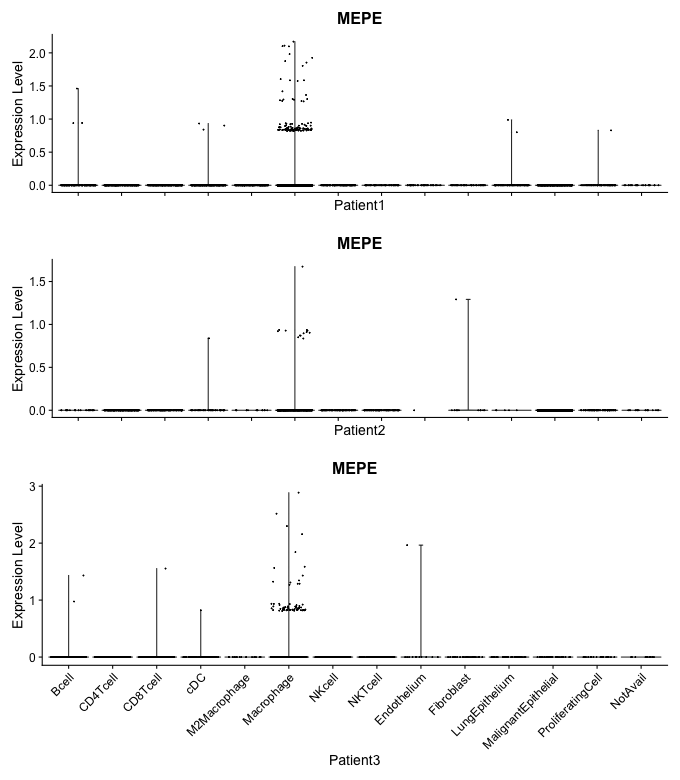 MEPE
Expression Level
2.0
1.5
1.0
0.5
0.0
Patient1
MEPE
Expression Level
1.5
1.0
0.5
0.0
Patient2
MEPE
Expression Level
3
2
1
0
Bcell
CD4Tcell
CD8Tcell
cDC
M2Macrophage
Macrophage
NKcell
NKTcell
Endothelium
Fibroblast
LungEpithelium
MalignantEpithelial
ProliferatingCell
NotAvail
Patient3